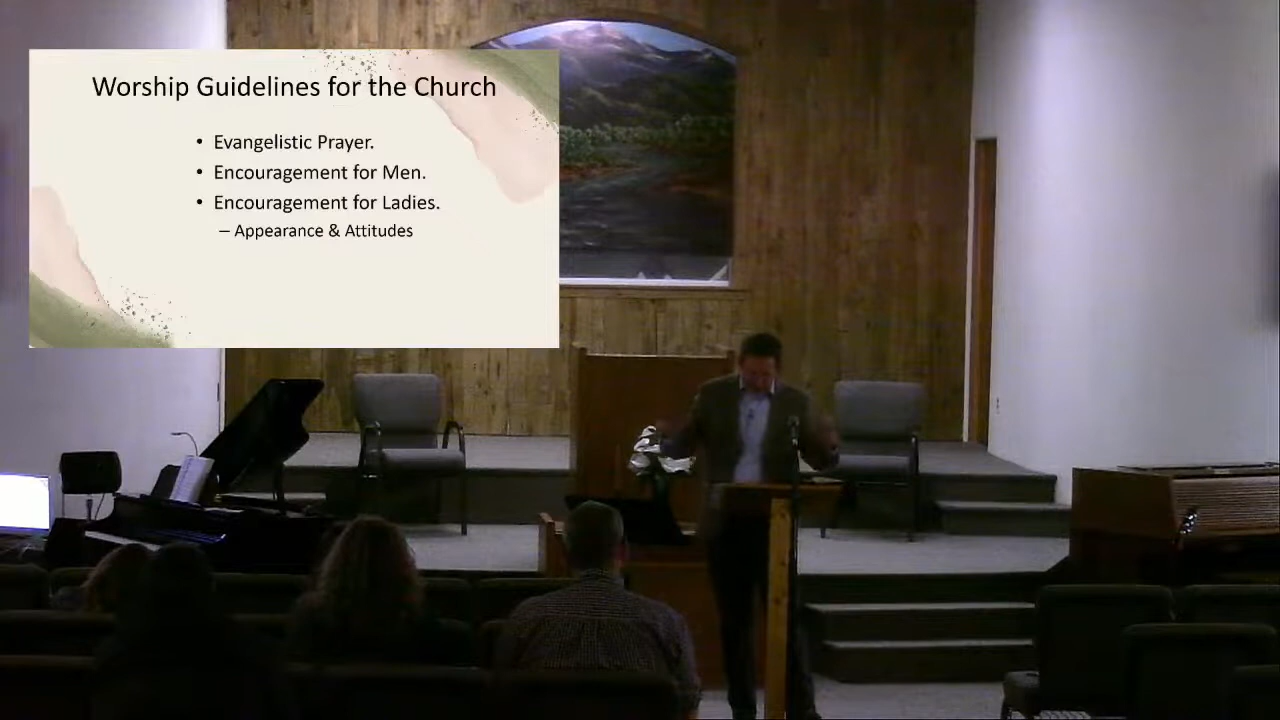 Worship Guidelines for the Church
• Evangelistic Prayer.
• Encouragement for Men.
• Encouragement for Ladies.
– Appearance & Attitudes